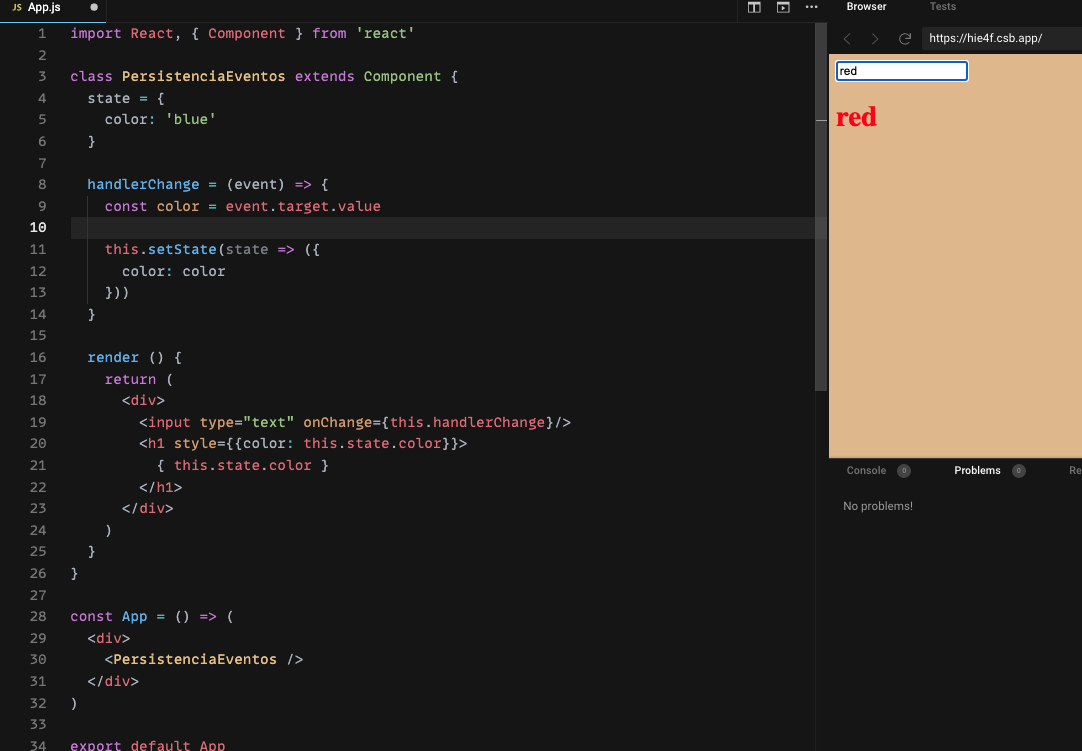 JS App.js
1 import React, { Component } from 'react'
2
3 class PersistenciaEventos extends Component {
4 state = {
5 color: 'blue'
6 }
7
8 handlerChange = (event) => {
9 const color = event.target.value
10
11 this.setState(state => ({
12 color: color
13 }))
14 }
15
16 render () {
17 return (
18 <div>
19 <input type="text" onChange={this.handlerChange}/>
20 <h1 style={{color: this.state.color}}>
21 { this.state.color }
22 </h1>
23 </div>
24 )
25 }
26 }
27
28 const App = () => (
29 <div>
30 <PersistenciaEventos />
31 </div>
32 )
33
34 export default App
Browser Tests
https://hie4f.csb.app/
red
red
Console 0 Problems 0 Re
No problems!